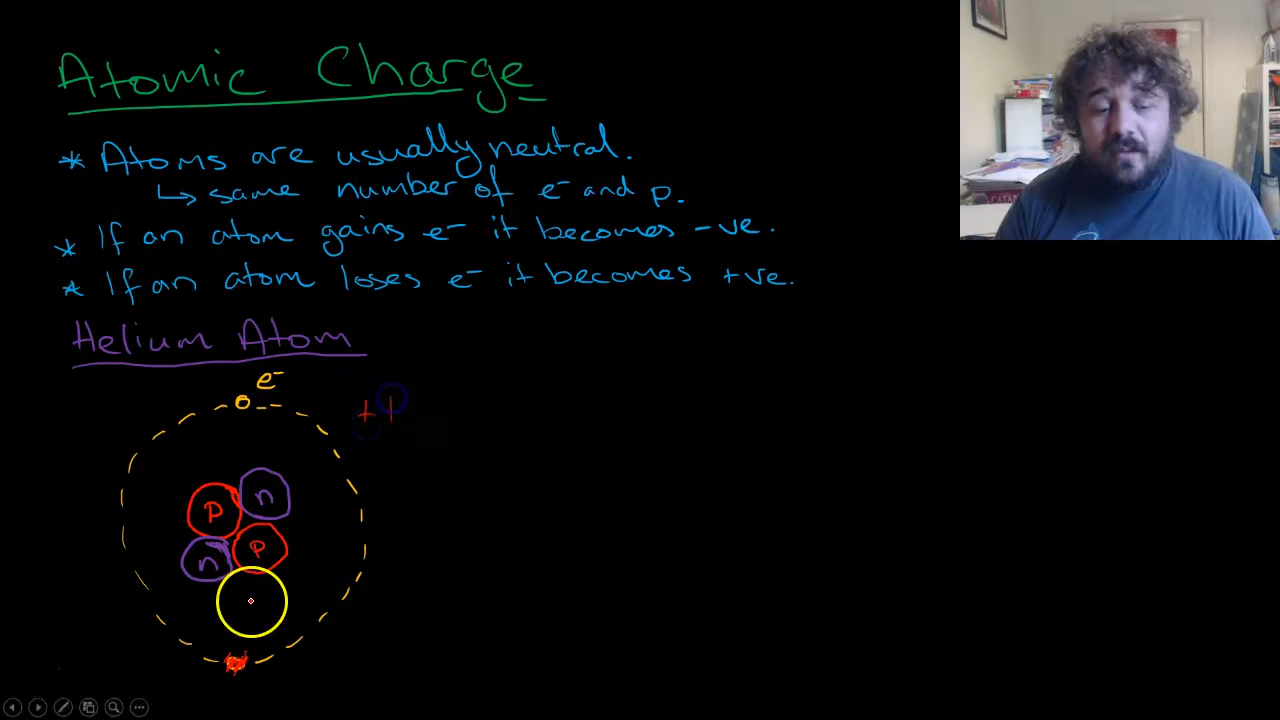 Atomic Charge
* Atoms are usually neutral.
↳ same number of e⁻ and p.
* If an atom gains e⁻ it becomes -ve.
* If an atom loses e⁻ it becomes +ve.
Helium Atom
e⁻
++
n
P
P
n
CATAN